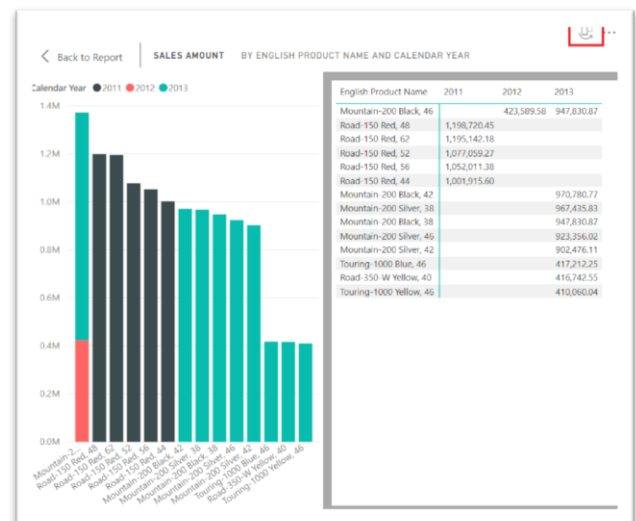 Back to Report SALES AMOUNT BY ENGLISH PRODUCT NAME AND CALENDAR YEAR
Calendar Year 2011 2012 2013
1.4M
1.2M
1.0M
0.8M
0.6M
0.4M
0.2M
0.0M
Mountain-2...
Road-150 Red, 48
Road-150 Red, 62
Road-150 Red, 52
Road-150 Red, 56
Road-150 Red, 44
Mountain-200 Black, 42
Mountain-200 Silver, 38
Mountain-200 Black, 38
Mountain-200 Silver, 46
Mountain-200 Silver, 42
Touring-1000 Blue, 46
Road-350-W Yellow, 40
Touring-1000 Yellow, 46
English Product Name 2011 2012 2013
Mountain-200 Black, 46 423,589.58 947,830.87
Road-150 Red, 48 1,198,720.45
Road-150 Red, 62 1,195,142.18
Road-150 Red, 52 1,077,059.27
Road-150 Red, 56 1,052,011.38
Road-150 Red, 44 1,001,915.60
Mountain-200 Black, 42 970,780.77
Mountain-200 Silver, 38 967,435.83
Mountain-200 Black, 38 947,830.87
Mountain-200 Silver, 46 923,356.02
Mountain-200 Silver, 42 902,476.11
Touring-1000 Blue, 46 417,212.25
Road-350-W Yellow, 40 416,742.55
Touring-1000 Yellow, 46 410,060.04